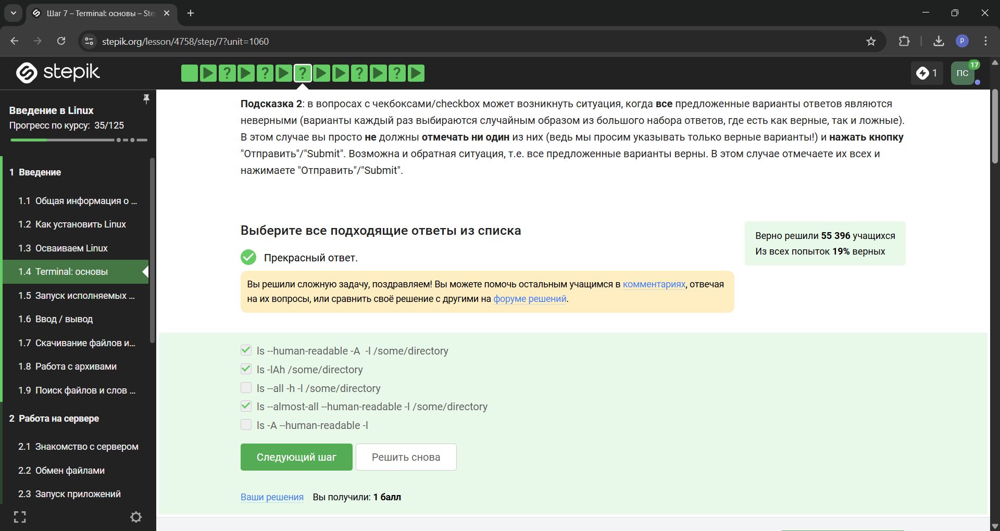 Шаг 7 – Terminal: основы – Ste
stepik.org/lesson/4758/step/7?unit=1060
P
stepik
?
?
?
?
?
1
ПС
17
Введение в Linux
Прогресс по курсу: 35/125
1 Введение
1.1 Общая информация о ...
1.2 Как установить Linux
1.3 Осваиваем Linux
1.4 Terminal: основы
1.5 Запуск исполняемых ...
1.6 Ввод / вывод
1.7 Скачивание файлов и...
1.8 Работа с архивами
1.9 Поиск файлов и слов ...
2 Работа на сервере
2.1 Знакомство с сервером
2.2 Обмен файлами
2.3 Запуск приложений
Подсказка 2: в вопросах с чекбоксами/checkbox может возникнуть ситуация, когда все предложенные варианты ответов являются
неверными (варианты каждый раз выбираются случайным образом из большого набора ответов, где есть как верные, так и ложные).
В этом случае вы просто не должны отмечать ни один из них (ведь мы просим указывать только верные варианты!) и нажать кнопку
"Отправить"/"Submit". Возможна и обратная ситуация, т.е. все предложенные варианты верны. В этом случае отмечаете их всех и
нажимаете "Отправить"/"Submit".
Выберите все подходящие ответы из списка
Верно решили 55 396 учащихся
Из всех попыток 19% верных
Прекрасный ответ.
Вы решили сложную задачу, поздравляем! Вы можете помочь остальным учащимся в комментариях, отвечая
на их вопросы, или сравнить своё решение с другими на форуме решений.
ls --human-readable -A  -l /some/directory
ls -lAh /some/directory
ls --all -h -l /some/directory
ls --almost-all --human-readable -l /some/directory
ls -A --human-readable -l
Следующий шаг
Решить снова
Ваши решения Вы получили: 1 балл